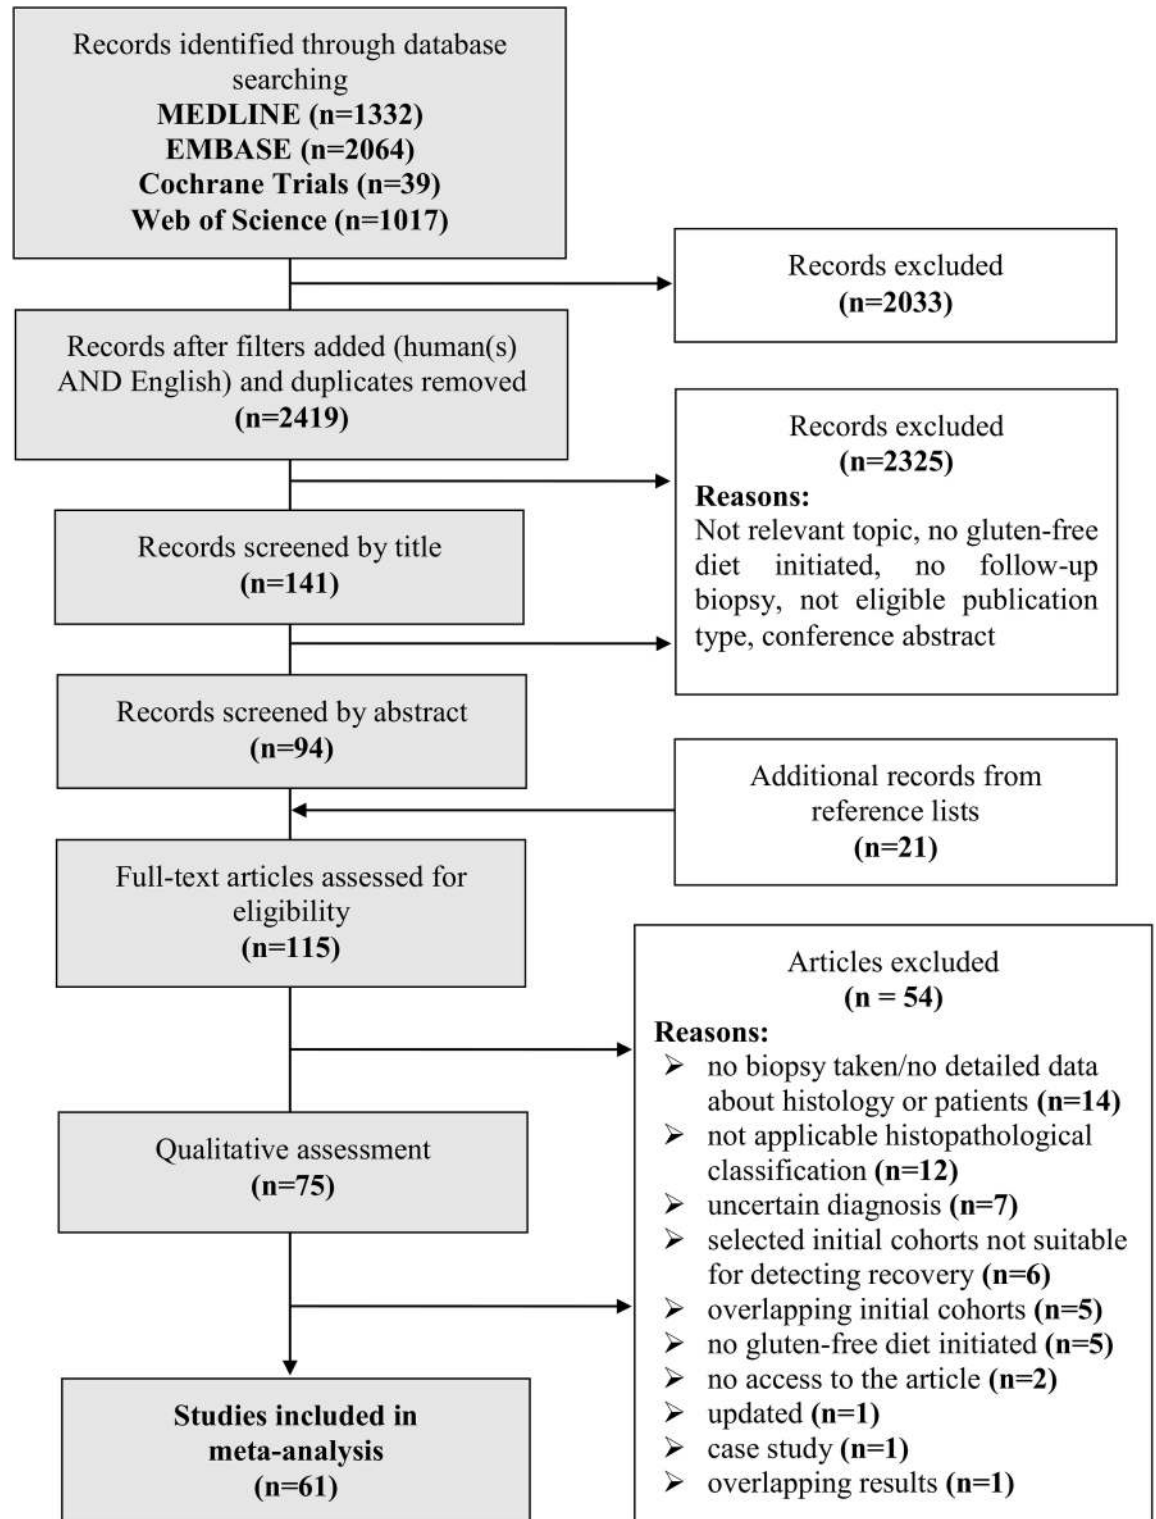 Records identified through database
searching
MEDLINE (n=1332)
EMBASE (n=2064)
Cochrane Trials (n=39)
Web of Science (n=1017)
Records excluded
(n=2033)
Records after filters added (human(s)
AND English) and duplicates removed
(n=2419)
Records excluded
(n=2325)
Reasons:
Not relevant topic, no gluten-free
diet initiated, no follow-up
biopsy, not eligible publication
type, conference abstract
Records screened by title
(n=141)
Records screened by abstract
(n=94)
Additional records from
reference lists
(n=21)
Full-text articles assessed for
eligibility
(n=115)
Articles excluded
(n = 54)
Reasons:
➢ no biopsy taken/no detailed data
about histology or patients (n=14)
➢ not applicable histopathological
classification (n=12)
➢ uncertain diagnosis (n=7)
➢ selected initial cohorts not suitable
for detecting recovery (n=6)
➢ overlapping initial cohorts (n=5)
➢ no gluten-free diet initiated (n=5)
➢ no access to the article (n=2)
➢ updated (n=1)
➢ case study (n=1)
➢ overlapping results (n=1)
Qualitative assessment
(n=75)
Studies included in
meta-analysis
(n=61)